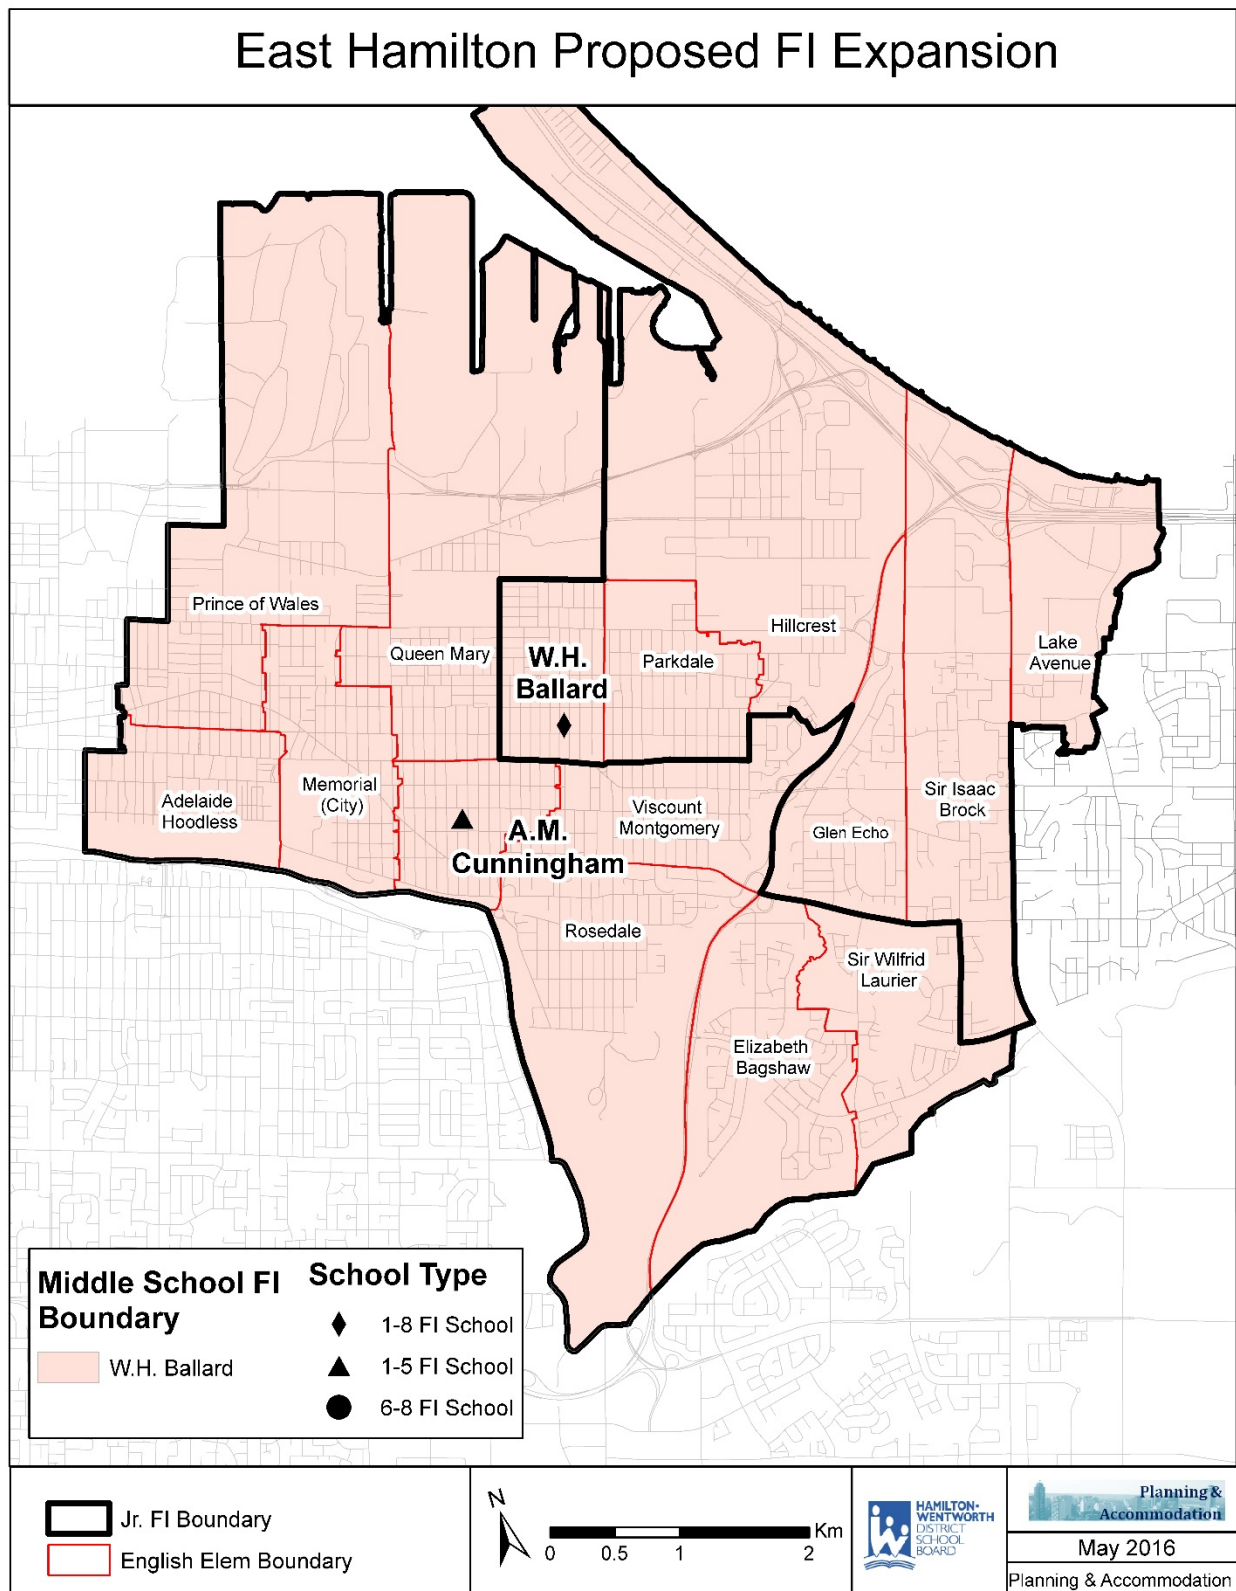 East Hamilton Proposed FI Expansion
Prince of Wales
Queen Mary
W.H.
Ballard
Parkdale
Hillcrest
Lake
Avenue
Adelaide
Hoodless
Memorial
(City)
A.M.
Cunningham
Viscount
Montgomery
Glen Echo
Sir Isaac
Brock
Rosedale
Sir Wilfrid
Laurier
Elizabeth
Bagshaw
Middle School FI
Boundary
W.H. Ballard
School Type
1-8 FI School
1-5 FI School
6-8 FI School
Jr. FI Boundary
English Elem Boundary
N
Km
0 0.5 1 2
HAMILTON-
WENTWORTH
DISTRICT
SCHOOL
BOARD
Planning &
Accommodation
May 2016
Planning & Accommodation